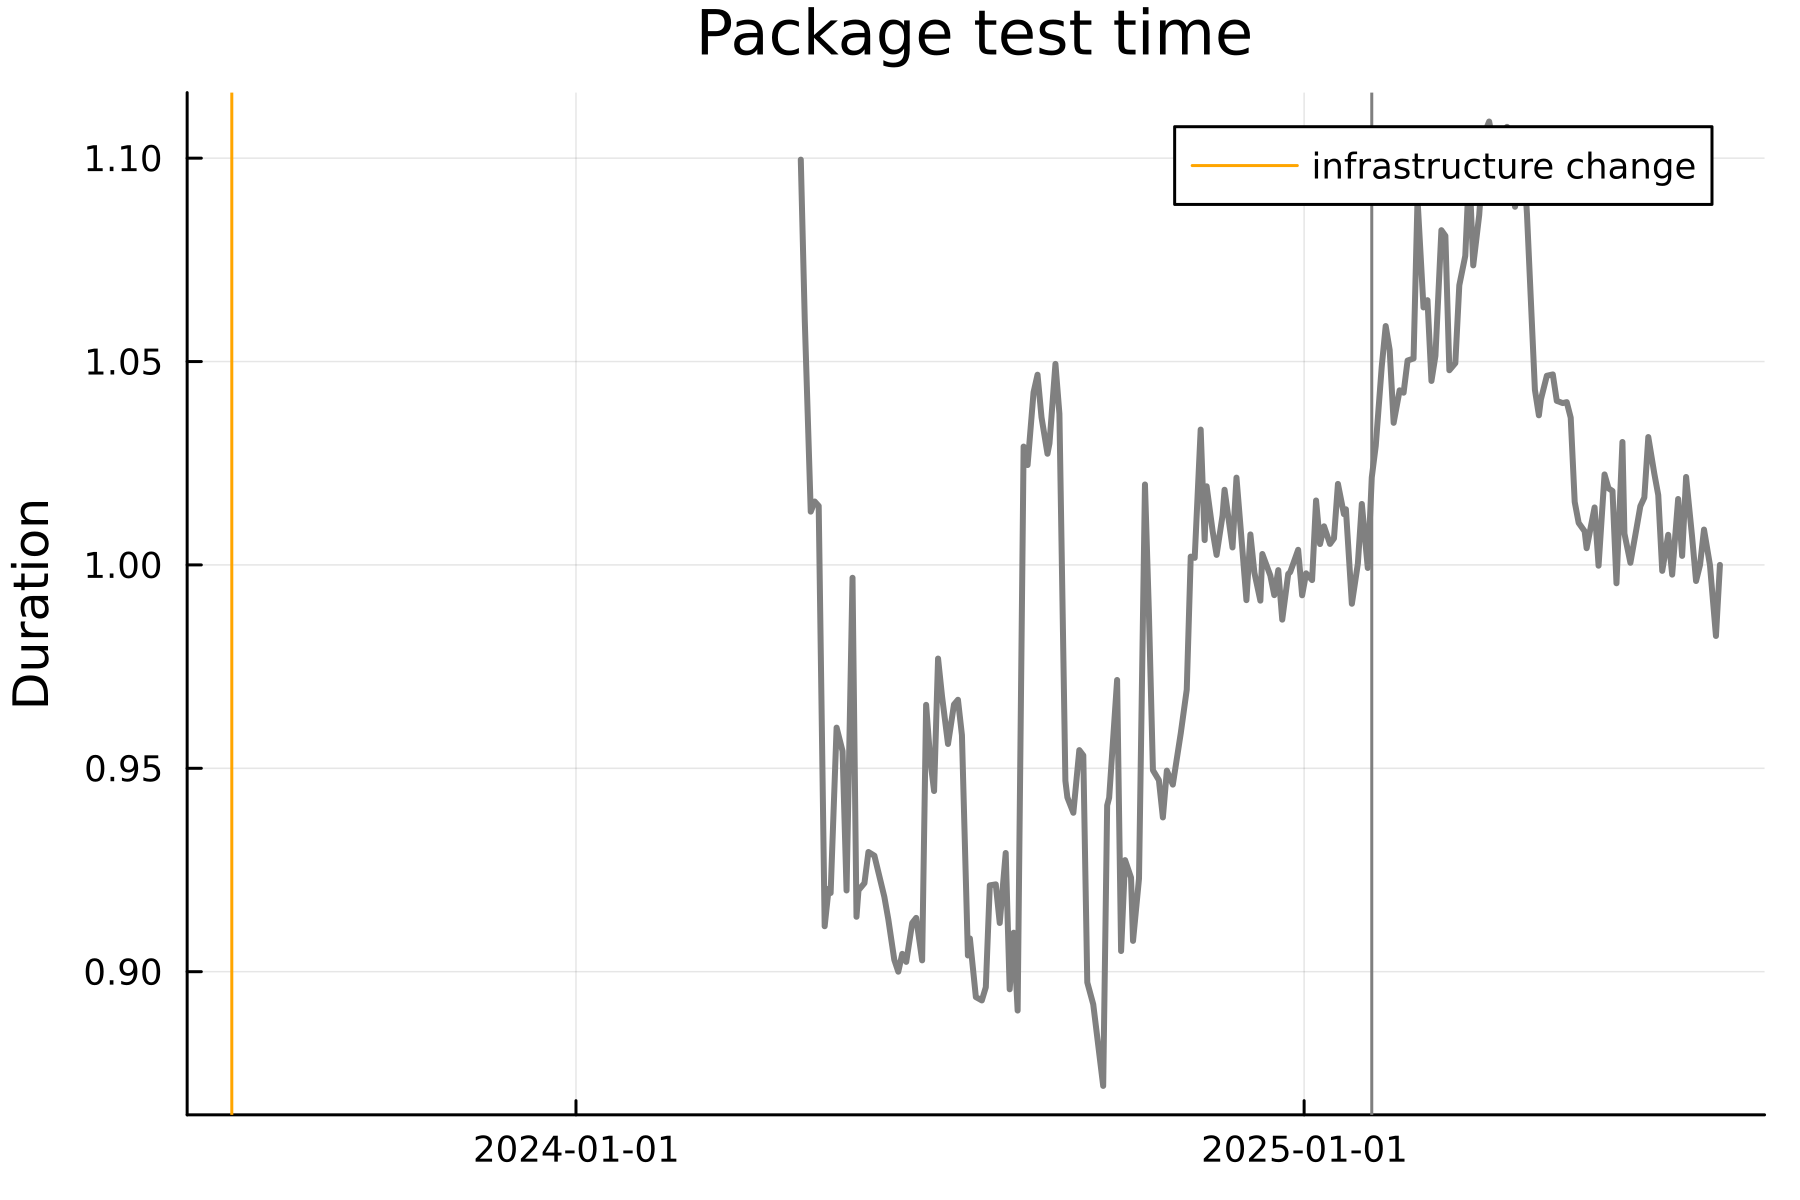 Package test time
infrastructure change
Duration
1.10
1.05
1.00
0.95
0.90
2024-01-01
2025-01-01